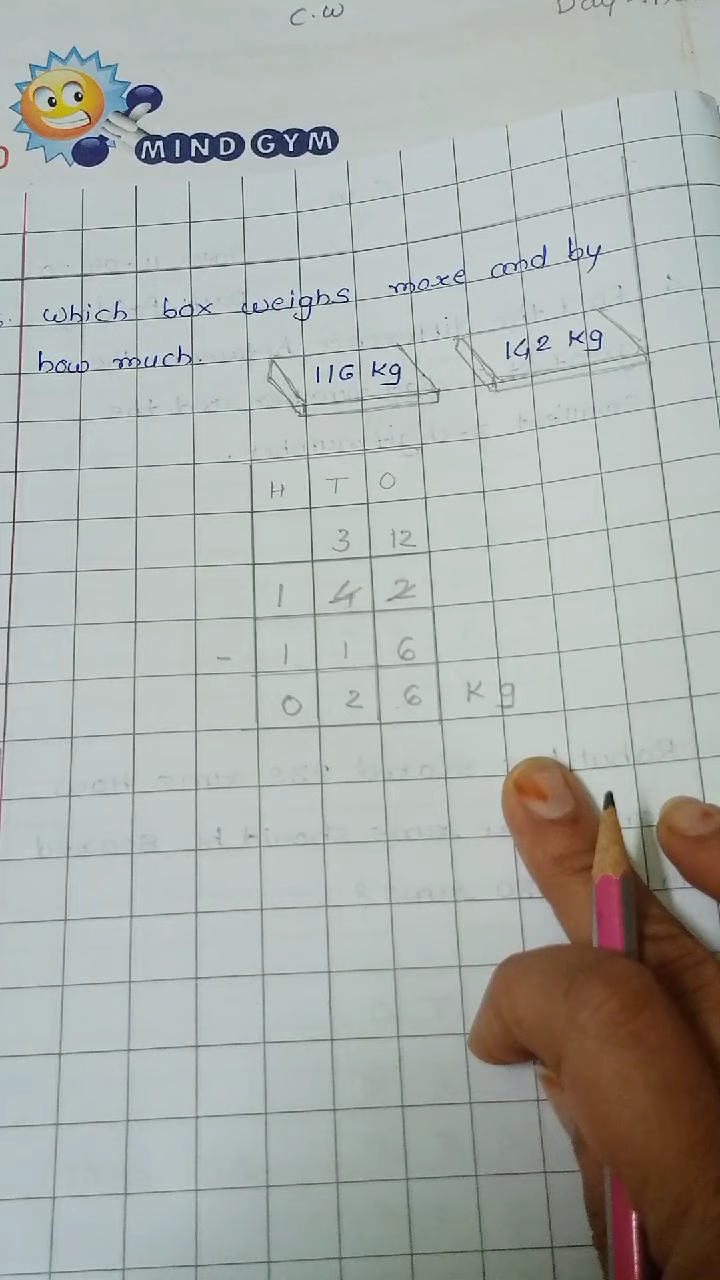 C.W
Day
MIND GYM
which box weighs more and by
how much.
116 kg
142 kg
H T O
3 12
1 4 2
- 1 1 6
0 2 6 kg